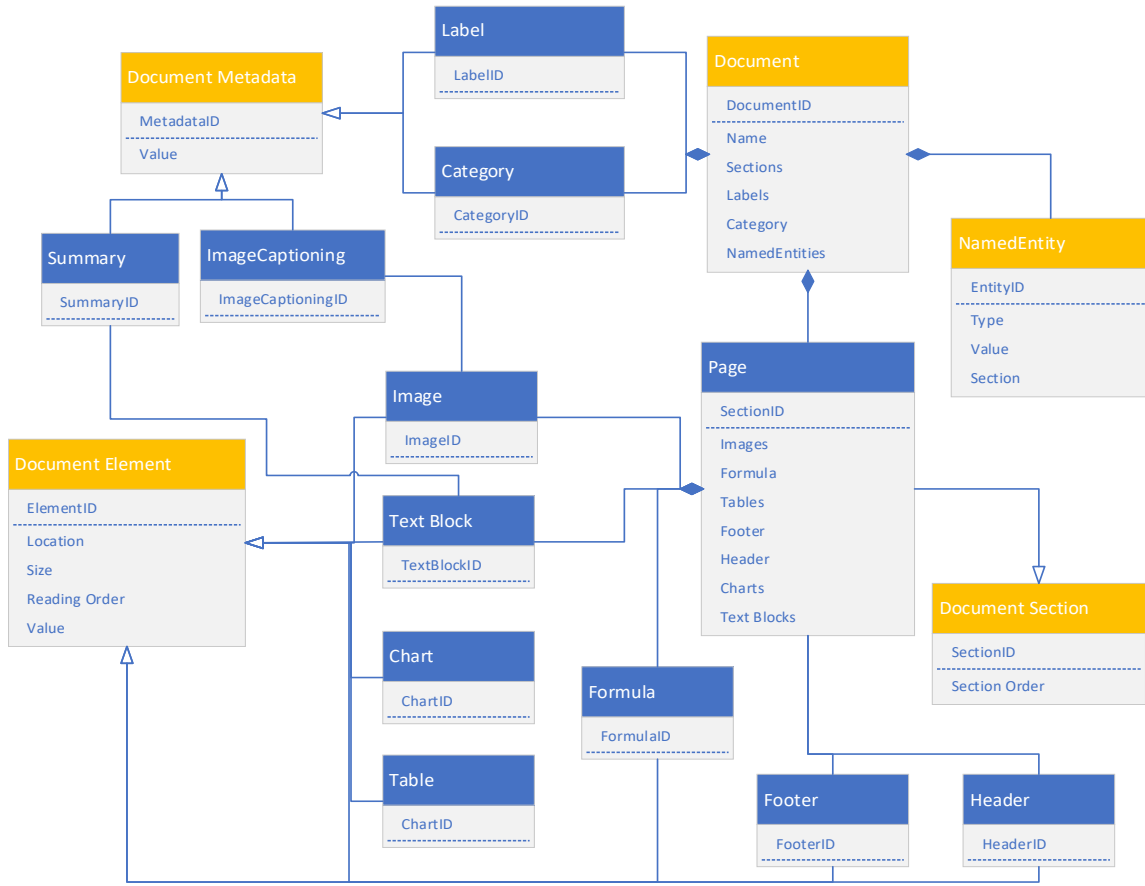 Label
LabelID
Document Metadata
MetadataID
Value
Category
CategoryID
Document
DocumentID
Name
Sections
Labels
Category
NamedEntities
Summary
SummaryID
ImageCaptioning
ImageCaptioningID
NamedEntity
EntityID
Type
Value
Section
Page
SectionID
Images
Formula
Tables
Footer
Header
Charts
Text Blocks
Image
ImageID
Document Element
ElementID
Location
Size
Reading Order
Value
Text Block
TextBlockID
Document Section
SectionID
Section Order
Chart
ChartID
Formula
FormulaID
Table
ChartID
Footer
FooterID
Header
HeaderID